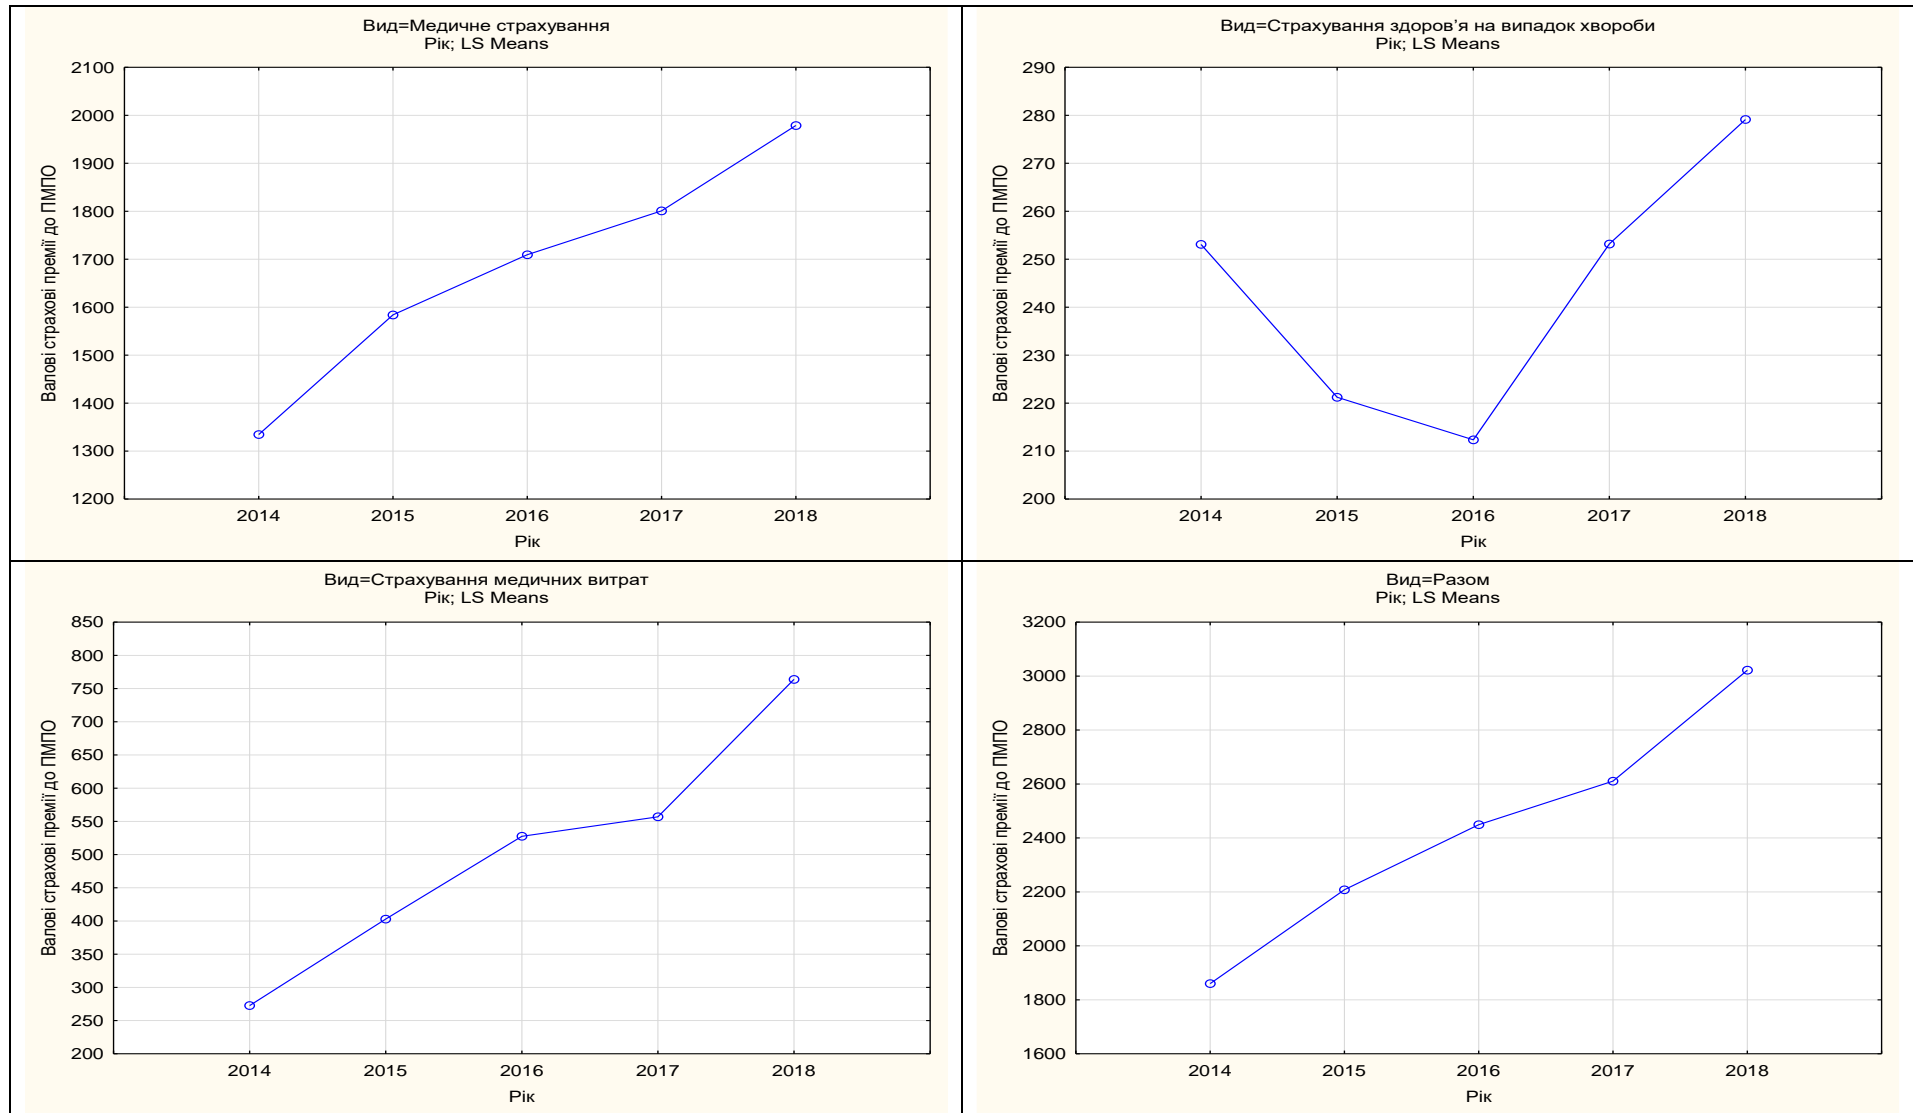 Вид=Медичне страхування
Рік; LS Means
2100
2000
1900
1800
1700
1600
1500
1400
1300
1200
Валові страхові премії до ПМПО
2014 2015 2016 2017 2018
Рік
Вид=Страхування здоров’я на випадок хвороби
Рік; LS Means
290
280
270
260
250
240
230
220
210
200
Валові страхові премії до ПМПО
2014 2015 2016 2017 2018
Рік
Вид=Страхування медичних витрат
Рік; LS Means
850
800
750
700
650
600
550
500
450
400
350
300
250
200
Валові страхові премії до ПМПО
2014 2015 2016 2017 2018
Рік
Вид=Разом
Рік; LS Means
3200
3000
2800
2600
2400
2200
2000
1800
1600
Валові страхові премії до ПМПО
2014 2015 2016 2017 2018
Рік